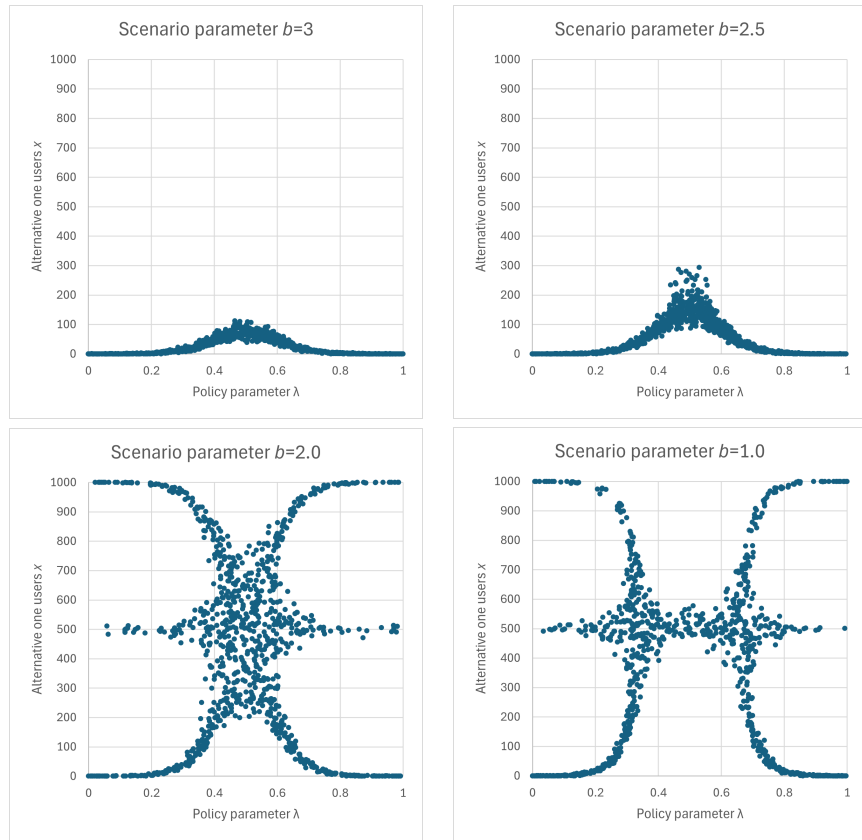 Scenario parameter b=3
1000
900
800
700
600
500
400
300
200
100
0
Alternative one users x
0 0.2 0.4 0.6 0.8 1
Policy parameter λ
Scenario parameter b=2.5
1000
900
800
700
600
500
400
300
200
100
0
Alternative one users x
0 0.2 0.4 0.6 0.8 1
Policy parameter λ
Scenario parameter b=2.0
1000
900
800
700
600
500
400
300
200
100
0
Alternative one users x
0 0.2 0.4 0.6 0.8 1
Policy parameter λ
Scenario parameter b=1.0
1000
900
800
700
600
500
400
300
200
100
0
Alternative one users x
0 0.2 0.4 0.6 0.8 1
Policy parameter λ